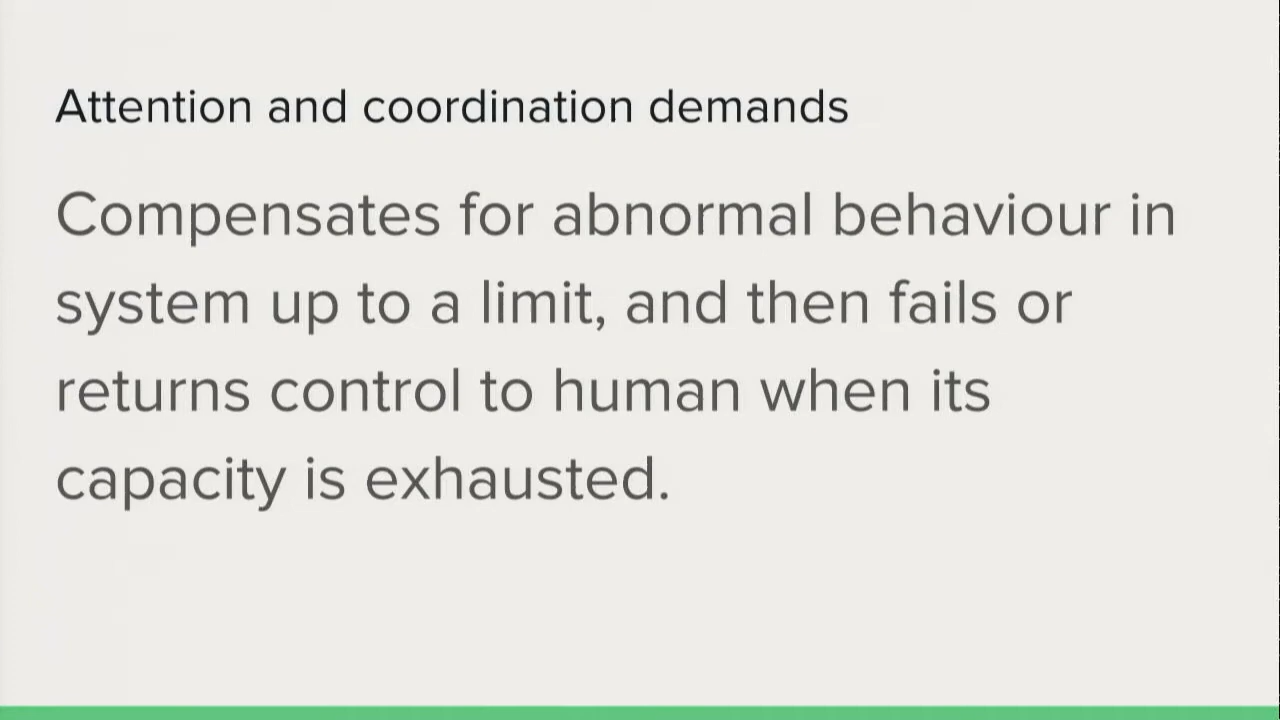 Attention and coordination demands
Compensates for abnormal behaviour in
system up to a limit, and then fails or
returns control to human when its
capacity is exhausted.